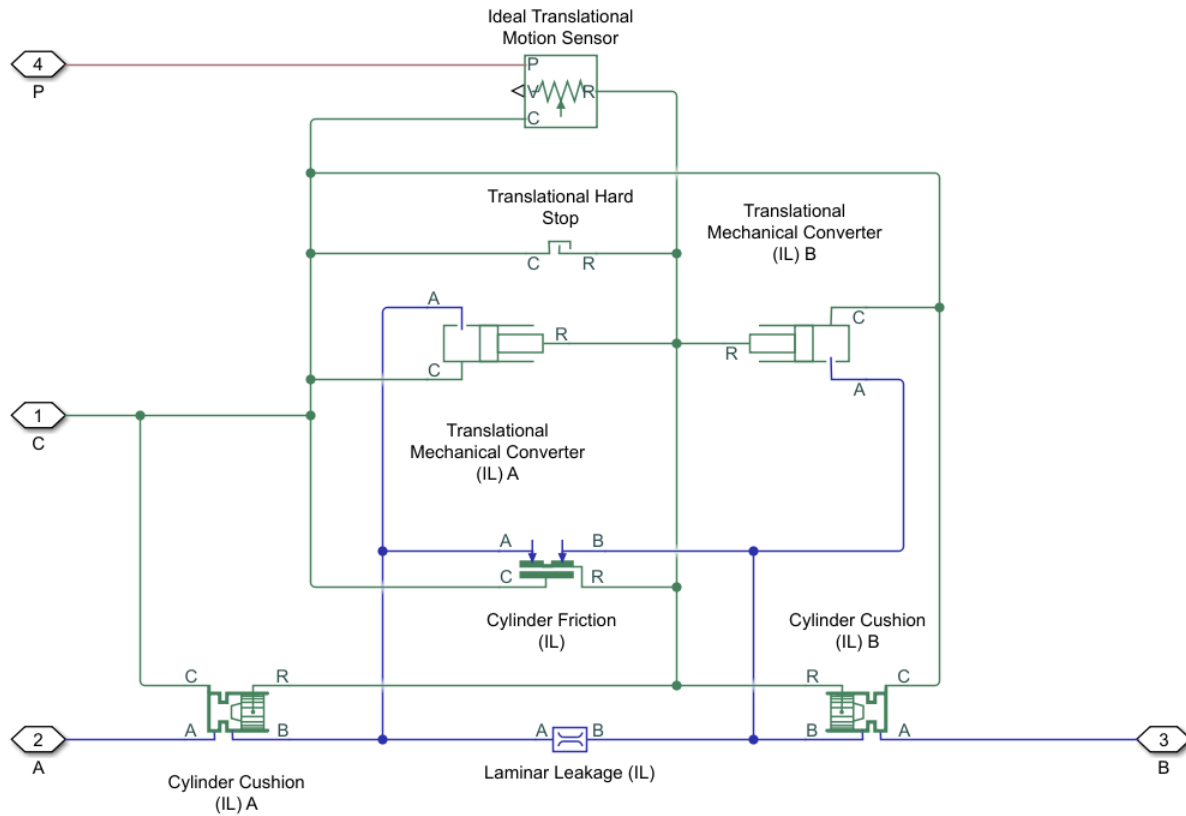 Ideal Translational
Motion Sensor
4
P
P
V
R
C
Translational Hard
Stop
C
R
Translational
Mechanical Converter
(IL) B
A
R
C
C
R
A
1
C
Translational
Mechanical Converter
(IL) A
A
B
C
R
Cylinder Friction
(IL)
Cylinder Cushion
(IL) B
C
R
R
C
A
B
A
B
B
A
2
A
3
B
Laminar Leakage (IL)
Cylinder Cushion
(IL) A